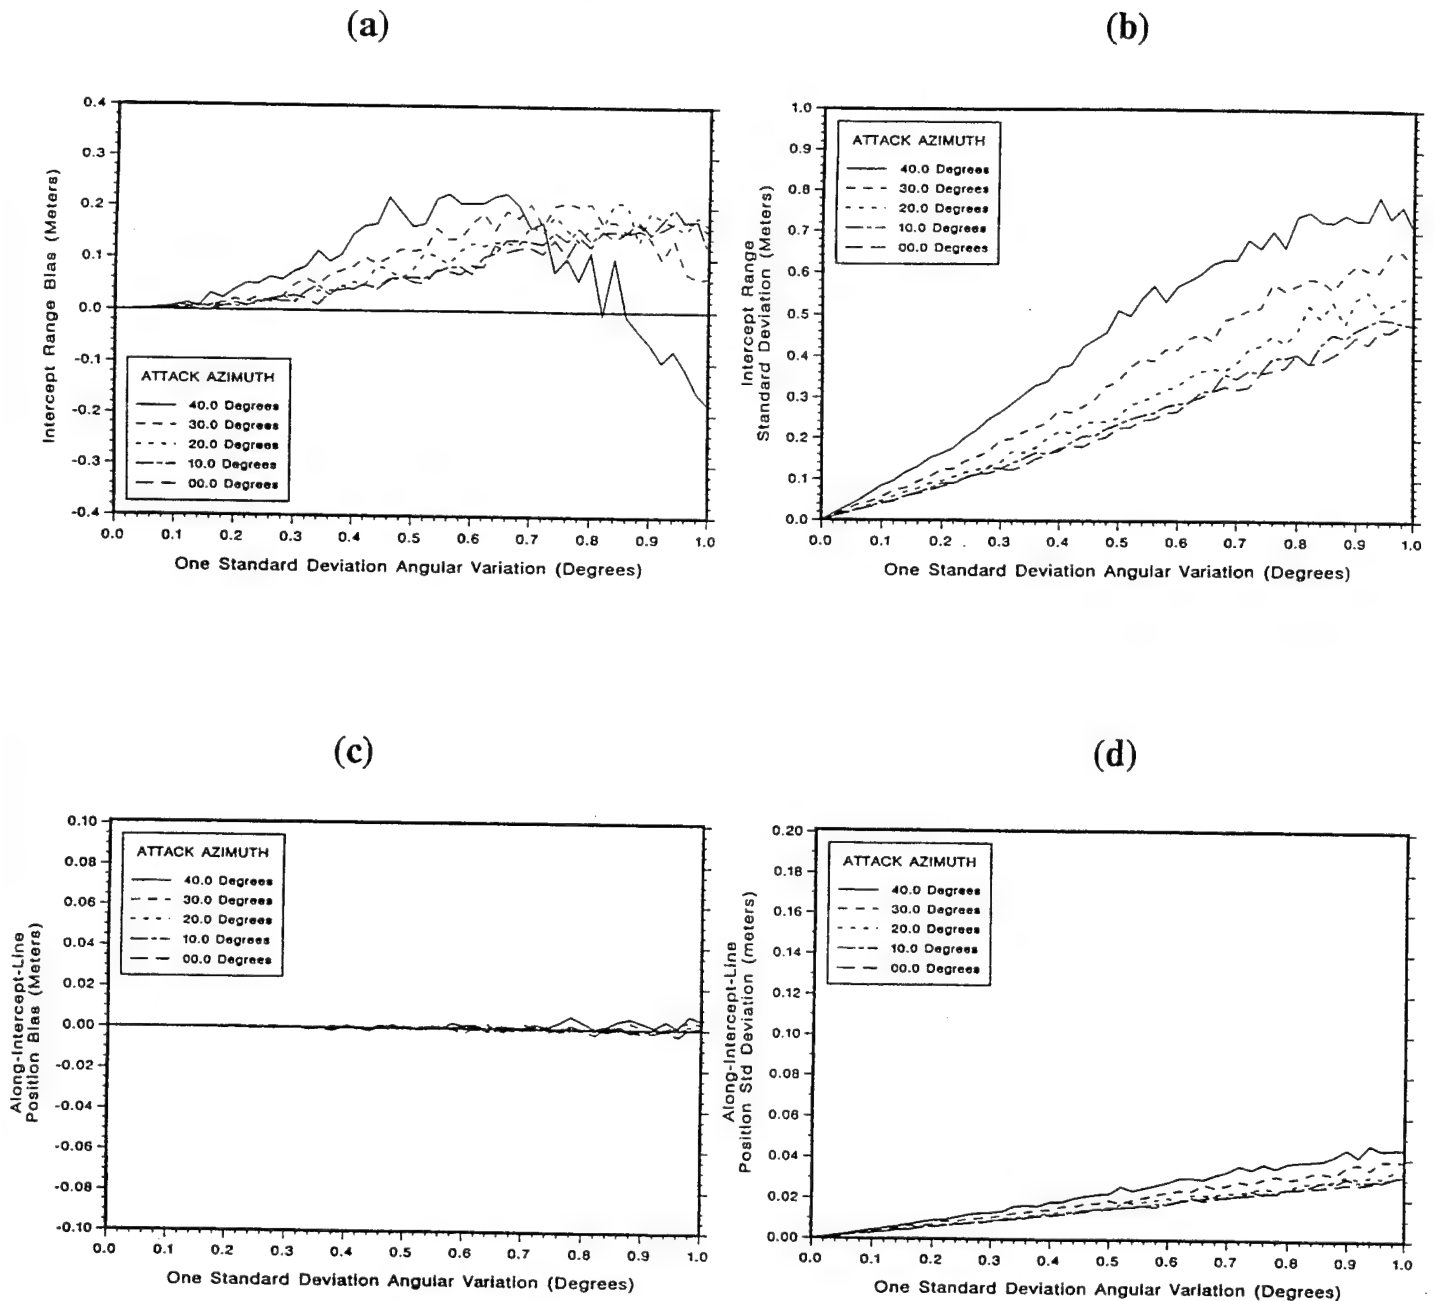 (a)
0.4
0.3
0.2
0.1
0.0
-0.1
-0.2
-0.3
-0.4
Intercept Range Bias (Meters)
ATTACK AZIMUTH
40.0 Degrees
30.0 Degrees
20.0 Degrees
10.0 Degrees
00.0 Degrees
0.0 0.1 0.2 0.3 0.4 0.5 0.6 0.7 0.8 0.9 1.0
One Standard Deviation Angular Variation (Degrees)
(b)
1.0
0.9
0.8
0.7
0.6
0.5
0.4
0.3
0.2
0.1
0.0
Intercept Range
Standard Deviation (Meters)
ATTACK AZIMUTH
40.0 Degrees
30.0 Degrees
20.0 Degrees
10.0 Degrees
00.0 Degrees
0.0 0.1 0.2 0.3 0.4 0.5 0.6 0.7 0.8 0.9 1.0
One Standard Deviation Angular Variation (Degrees)
(c)
0.10
0.08
0.06
0.04
0.02
0.00
-0.02
-0.04
-0.06
-0.08
-0.10
Along-Intercept-Line
Position Bias (Meters)
ATTACK AZIMUTH
40.0 Degrees
30.0 Degrees
20.0 Degrees
10.0 Degrees
00.0 Degrees
0.0 0.1 0.2 0.3 0.4 0.5 0.6 0.7 0.8 0.9 1.0
One Standard Deviation Angular Variation (Degrees)
(d)
0.20
0.18
0.16
0.14
0.12
0.10
0.08
0.06
0.04
0.02
0.00
Along-Intercept-Line
Position Std Deviation (meters)
ATTACK AZIMUTH
40.0 Degrees
30.0 Degrees
20.0 Degrees
10.0 Degrees
00.0 Degrees
0.0 0.1 0.2 0.3 0.4 0.5 0.6 0.7 0.8 0.9 1.0
One Standard Deviation Angular Variation (Degrees)